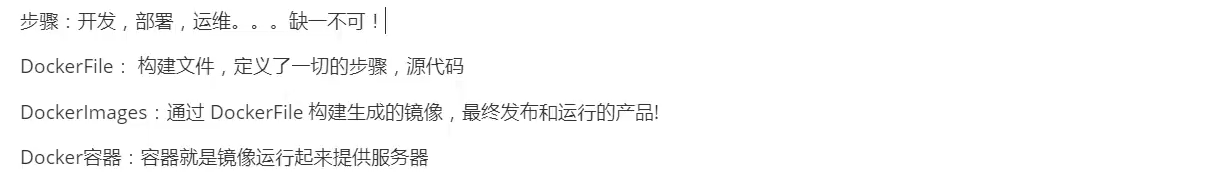 步骤：开发，部署，运维。。。缺一不可！
DockerFile： 构建文件，定义了一切的步骤，源代码
DockerImages：通过 DockerFile 构建生成的镜像，最终发布和运行的产品!
Docker容器：容器就是镜像运行起来提供服务器